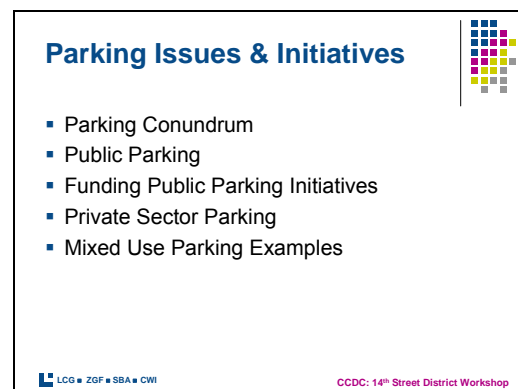 Parking Issues & Initiatives
▪ Parking Conundrum
▪ Public Parking
▪ Funding Public Parking Initiatives
▪ Private Sector Parking
▪ Mixed Use Parking Examples
LCG ■ ZGF ■ SBA ■ CWI
CCDC: 14th Street District Workshop